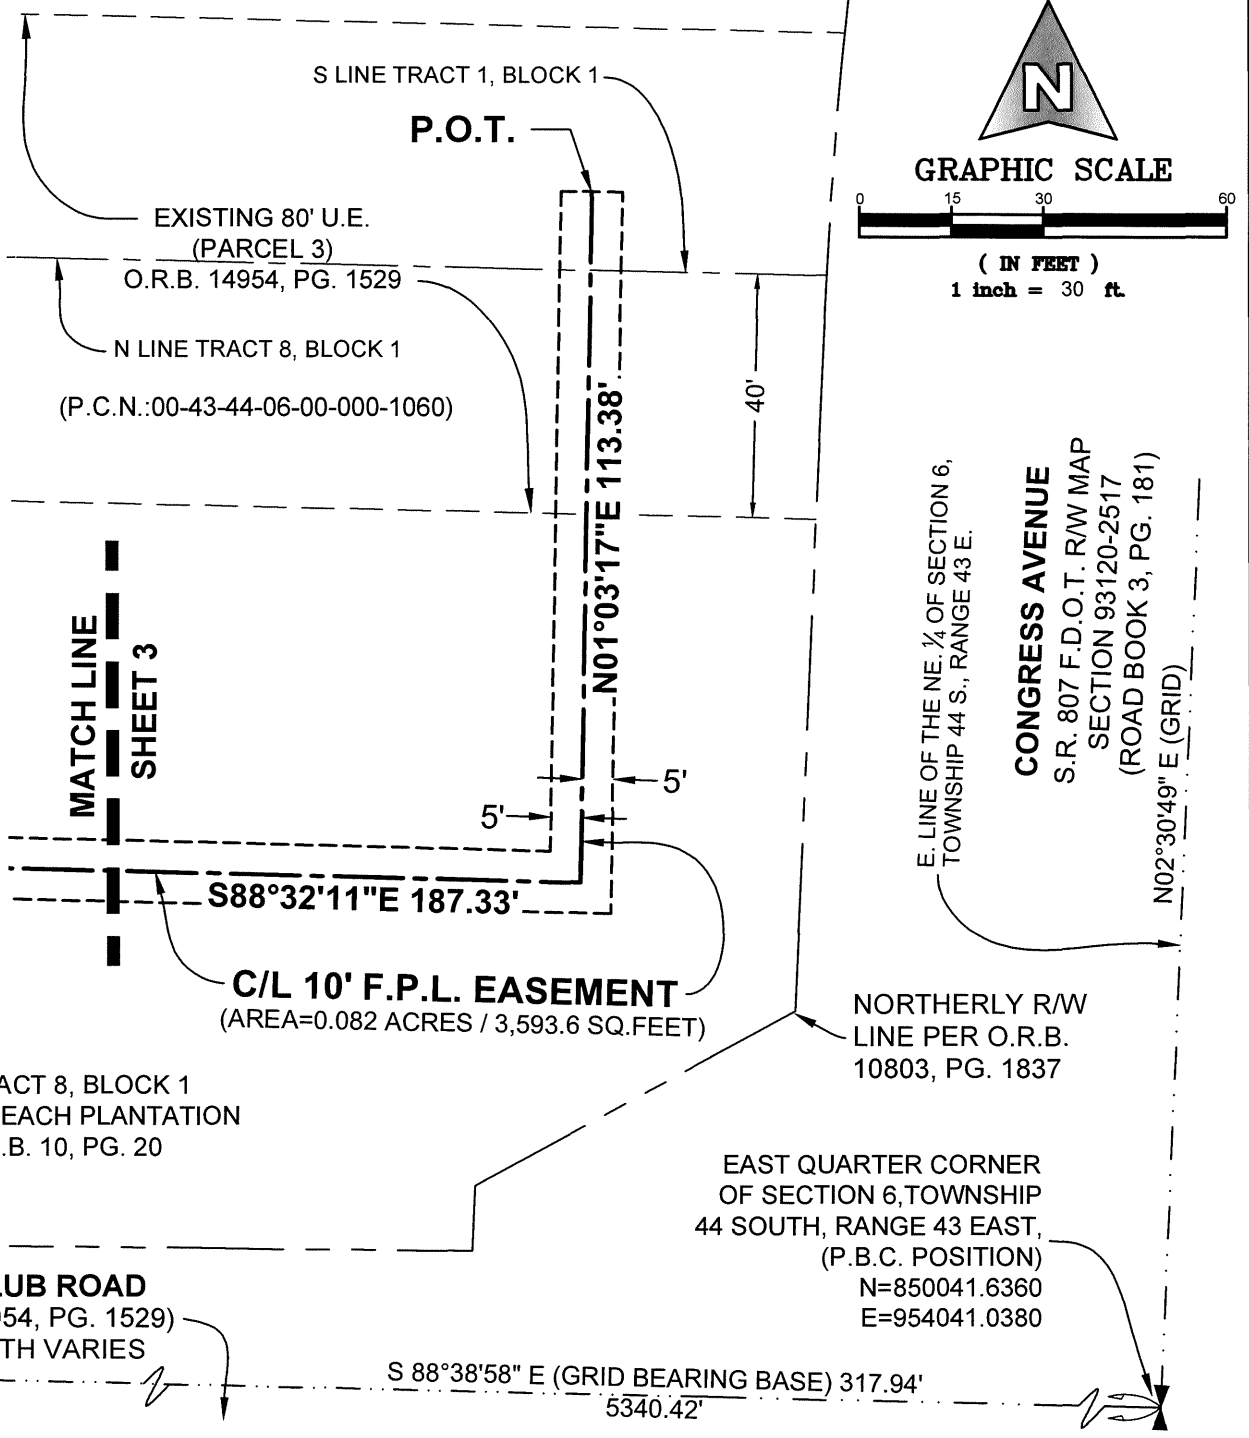 S LINE TRACT 1, BLOCK 1
P.O.T.
N
GRAPHIC SCALE
0 15 30 60
( IN FEET )
1 inch = 30 ft.
EXISTING 80' U.E.
(PARCEL 3)
O.R.B. 14954, PG. 1529
N LINE TRACT 8, BLOCK 1
(P.C.N.:00-43-44-06-00-000-1060)
40'
N01°03'17"E 113.38'
MATCH LINE
SHEET 3
5'
5'
S88°32'11"E 187.33'
C/L 10' F.P.L. EASEMENT
(AREA=0.082 ACRES / 3,593.6 SQ.FEET)
E. LINE OF THE NE.¼ OF SECTION 6,
TOWNSHIP 44 S., RANGE 43 E.
CONGRESS AVENUE
S.R. 807 F.D.O.T. R/W MAP
SECTION 93120-2517
(ROAD BOOK 3, PG. 181)
N02°30'49" E (GRID)
NORTHERLY R/W
LINE PER O.R.B.
10803, PG. 1837
ACT 8, BLOCK 1
EACH PLANTATION
.B. 10, PG. 20
EAST QUARTER CORNER
OF SECTION 6,TOWNSHIP
44 SOUTH, RANGE 43 EAST,
(P.B.C. POSITION)
N=850041.6360
E=954041.0380
LUB ROAD
954, PG. 1529)
TH VARIES
S 88°38'58" E (GRID BEARING BASE) 317.94'
5340.42'